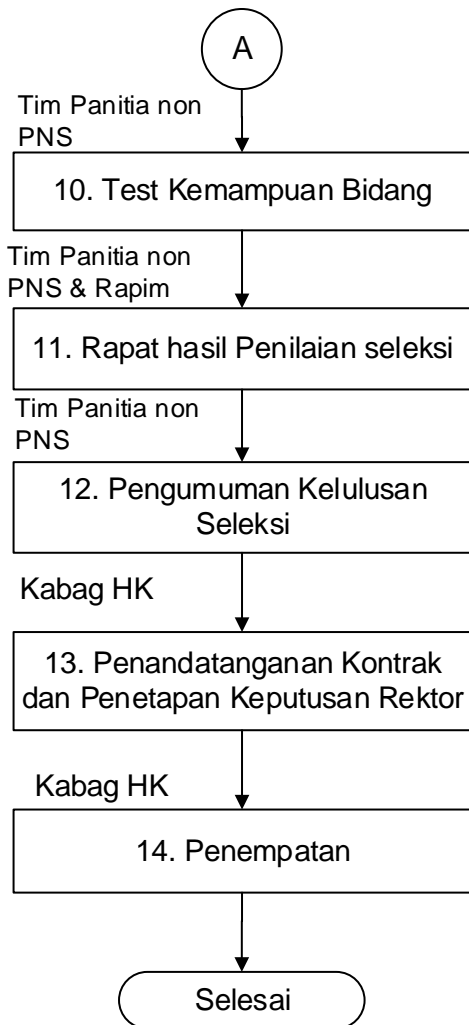 A
Tim Panitia non
PNS
10. Test Kemampuan Bidang
Tim Panitia non
PNS & Rapim
11. Rapat hasil Penilaian seleksi
Tim Panitia non
PNS
12. Pengumuman Kelulusan
Seleksi
Kabag HK
13. Penandatanganan Kontrak
dan Penetapan Keputusan Rektor
Kabag HK
14. Penempatan
Selesai